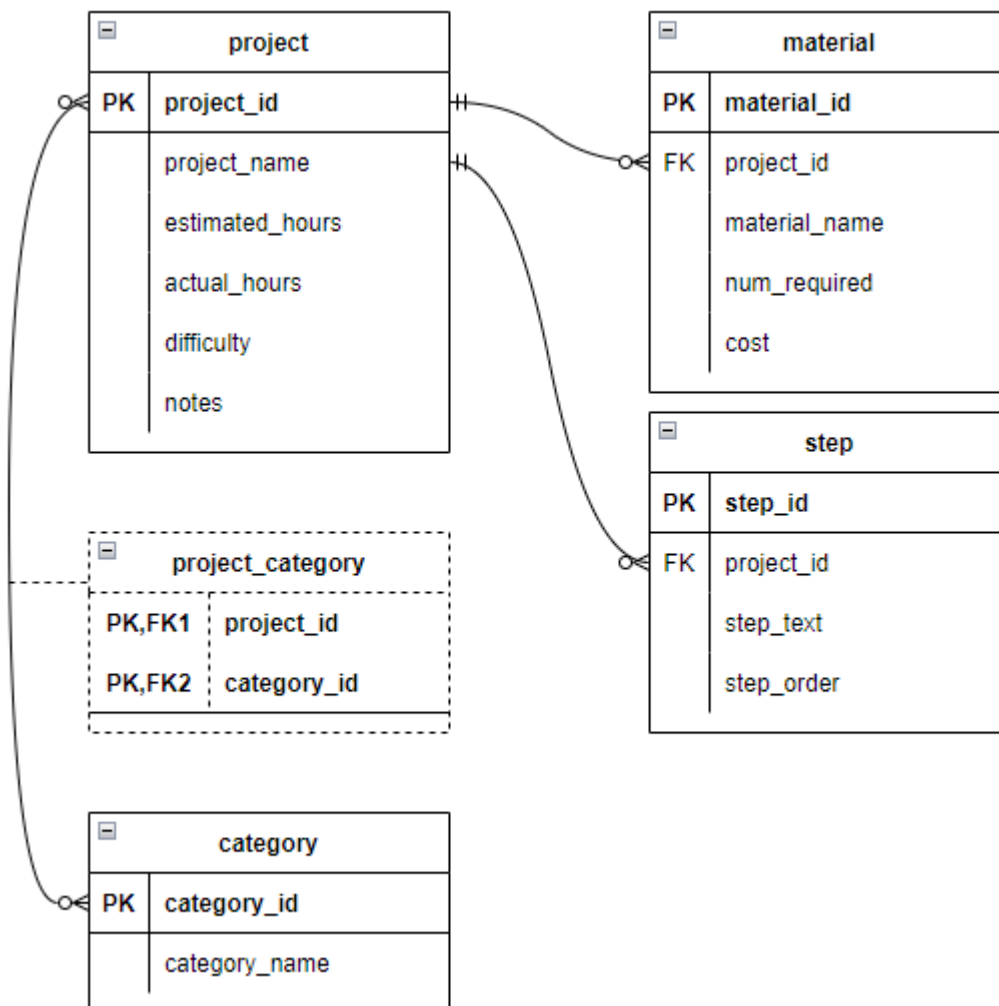 project
PK project_id
project_name
estimated_hours
actual_hours
difficulty
notes
material
PK material_id
FK project_id
material_name
num_required
cost
step
PK step_id
FK project_id
step_text
step_order
project_category
PK,FK1 project_id
PK,FK2 category_id
category
PK category_id
category_name